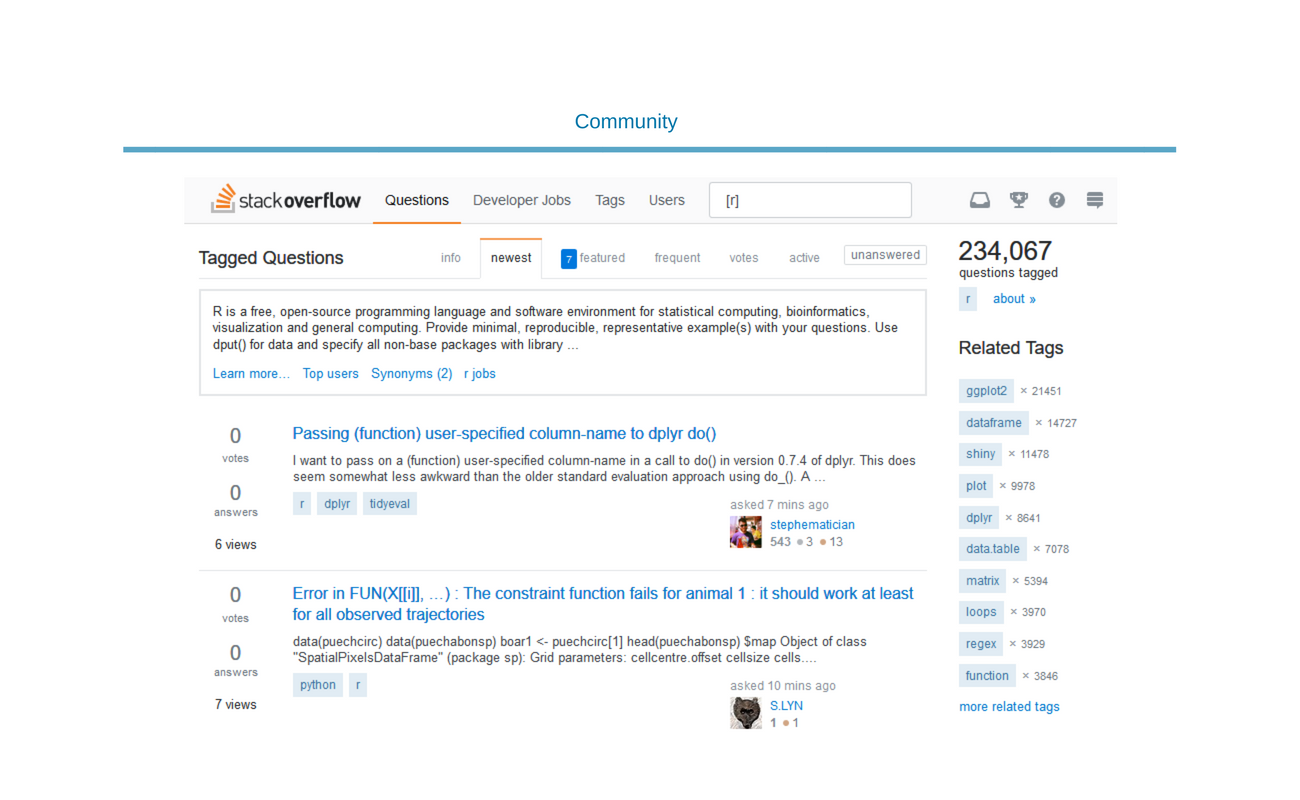 Community
stackoverflow Questions Developer Jobs Tags Users [r]
Tagged Questions info newest 7 featured frequent votes active unanswered
R is a free, open-source programming language and software environment for statistical computing, bioinformatics,
visualization and general computing. Provide minimal, reproducible, representative example(s) with your questions. Use
dput() for data and specify all non-base packages with library …
Learn more… Top users Synonyms (2) r jobs
0
votes
0
answers
6 views
Passing (function) user-specified column-name to dplyr do()
I want to pass on a (function) user-specified column-name in a call to do() in version 0.7.4 of dplyr. This does
seem somewhat less awkward than the older standard evaluation approach using do_(). A …
r dplyr tidyeval
asked 7 mins ago
stephematician
543 ●3 ●13
0
votes
0
answers
7 views
Error in FUN(X[[i]], …) : The constraint function fails for animal 1 : it should work at least
for all observed trajectories
data(puechcirc) data(puechabonsp) boar1 <- puechcirc[1] head(puechabonsp) $map Object of class
"SpatialPixelsDataFrame" (package sp): Grid parameters: cellcentre.offset cellsize cells.…
python r
asked 10 mins ago
S.LYN
1 ●1
234,067
questions tagged
r about »
Related Tags
ggplot2 × 21451
dataframe × 14727
shiny × 11478
plot × 9978
dplyr × 8641
data.table × 7078
matrix × 5394
loops × 3970
regex × 3929
function × 3846
more related tags